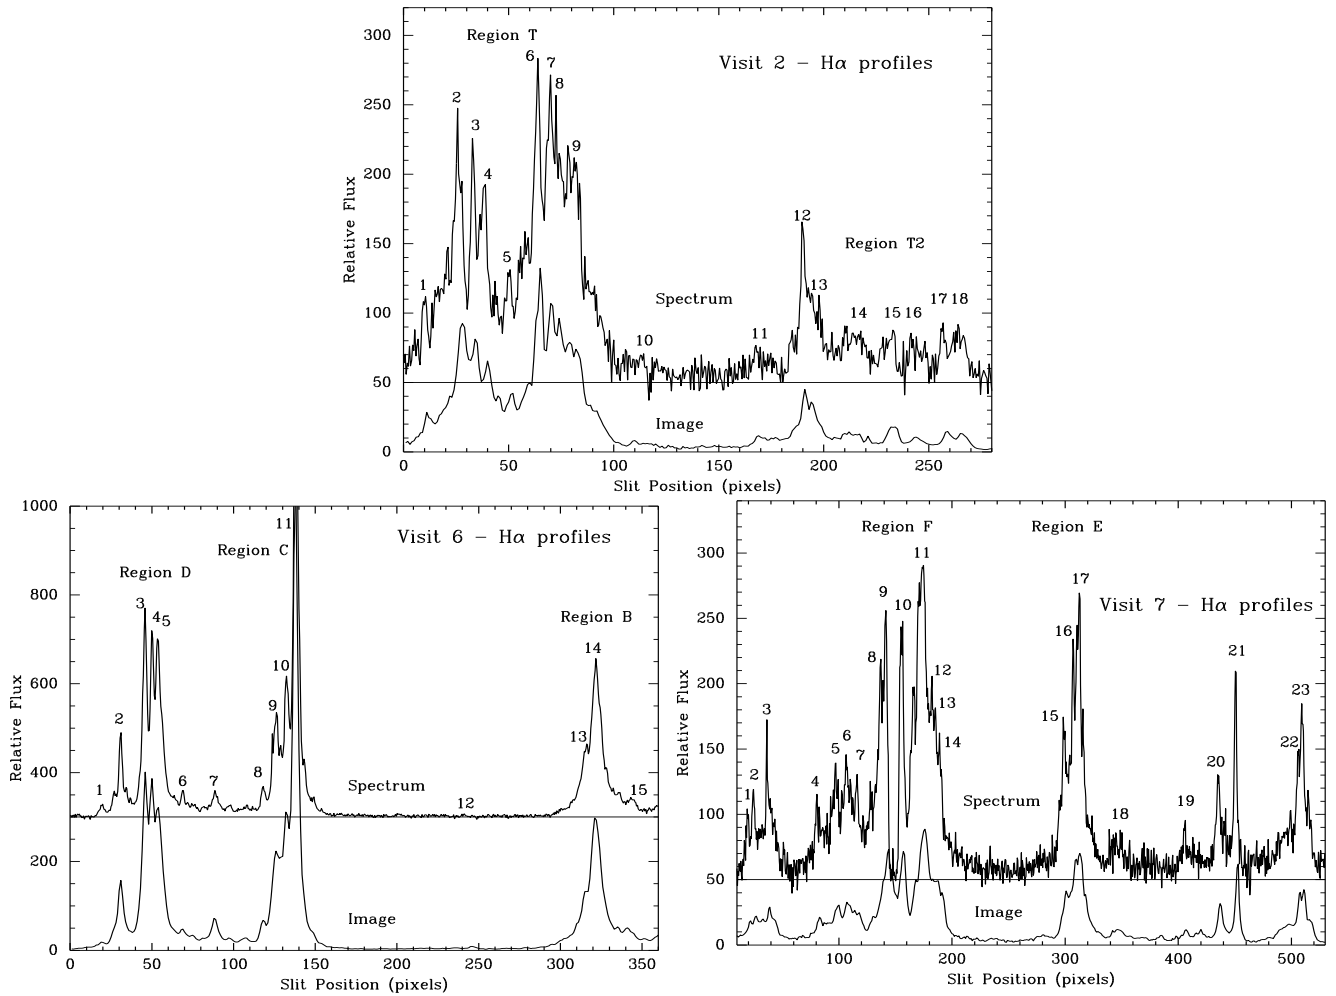 Region T
Visit 2 – Hα profiles
Region T2
Spectrum
Image
1 2 3 4 5 6 7 8 9 10 11 12 13 14 15 16 17 18
Relative Flux
0 50 100 150 200 250 300
0 50 100 150 200 250
Slit Position (pixels)
Visit 6 – Hα profiles
Region C
Region D
Region B
Spectrum
Image
1 2 3 4 5 6 7 8 9 10 11 12 13 14 15
Relative Flux
0 200 400 600 800 1000
0 50 100 150 200 250 300 350
Slit Position (pixels)
Region F
Region E
Visit 7 – Hα profiles
Spectrum
Image
1 2 3 4 5 6 7 8 9 10 11 12 13 14 15 16 17 18 19 20 21 22 23
Relative Flux
0 50 100 150 200 250 300
100 200 300 400 500
Slit Position (pixels)